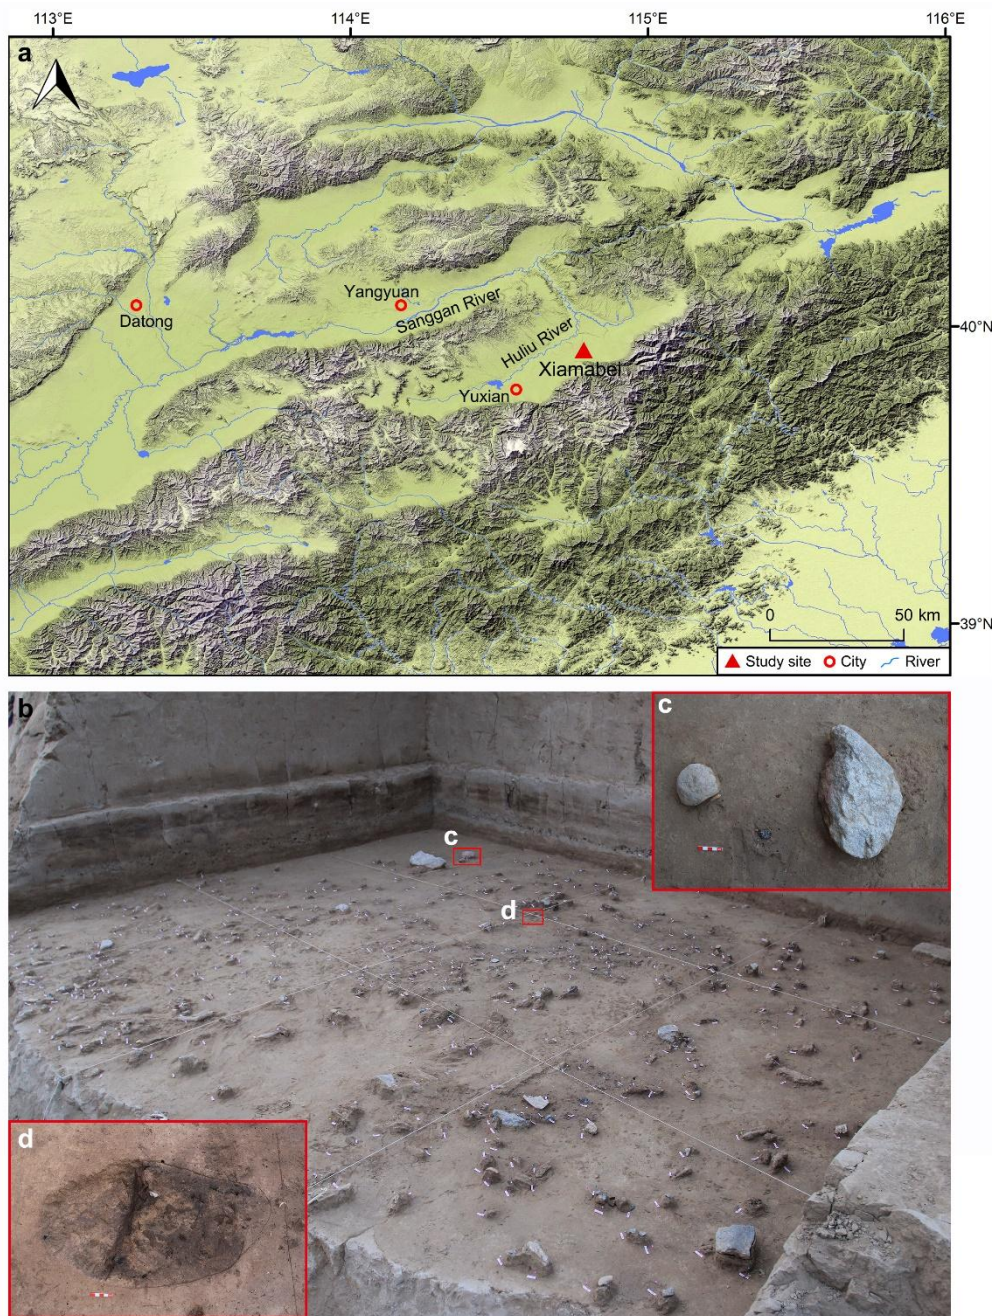 113°E 114°E 115°E 116°E
a
Yangyuan
Sanggan River
Datong
40°N
Huliu River
Xiamabei
Yuxian
0 50 km
39°N
Study site City River
b
c
c
d
d